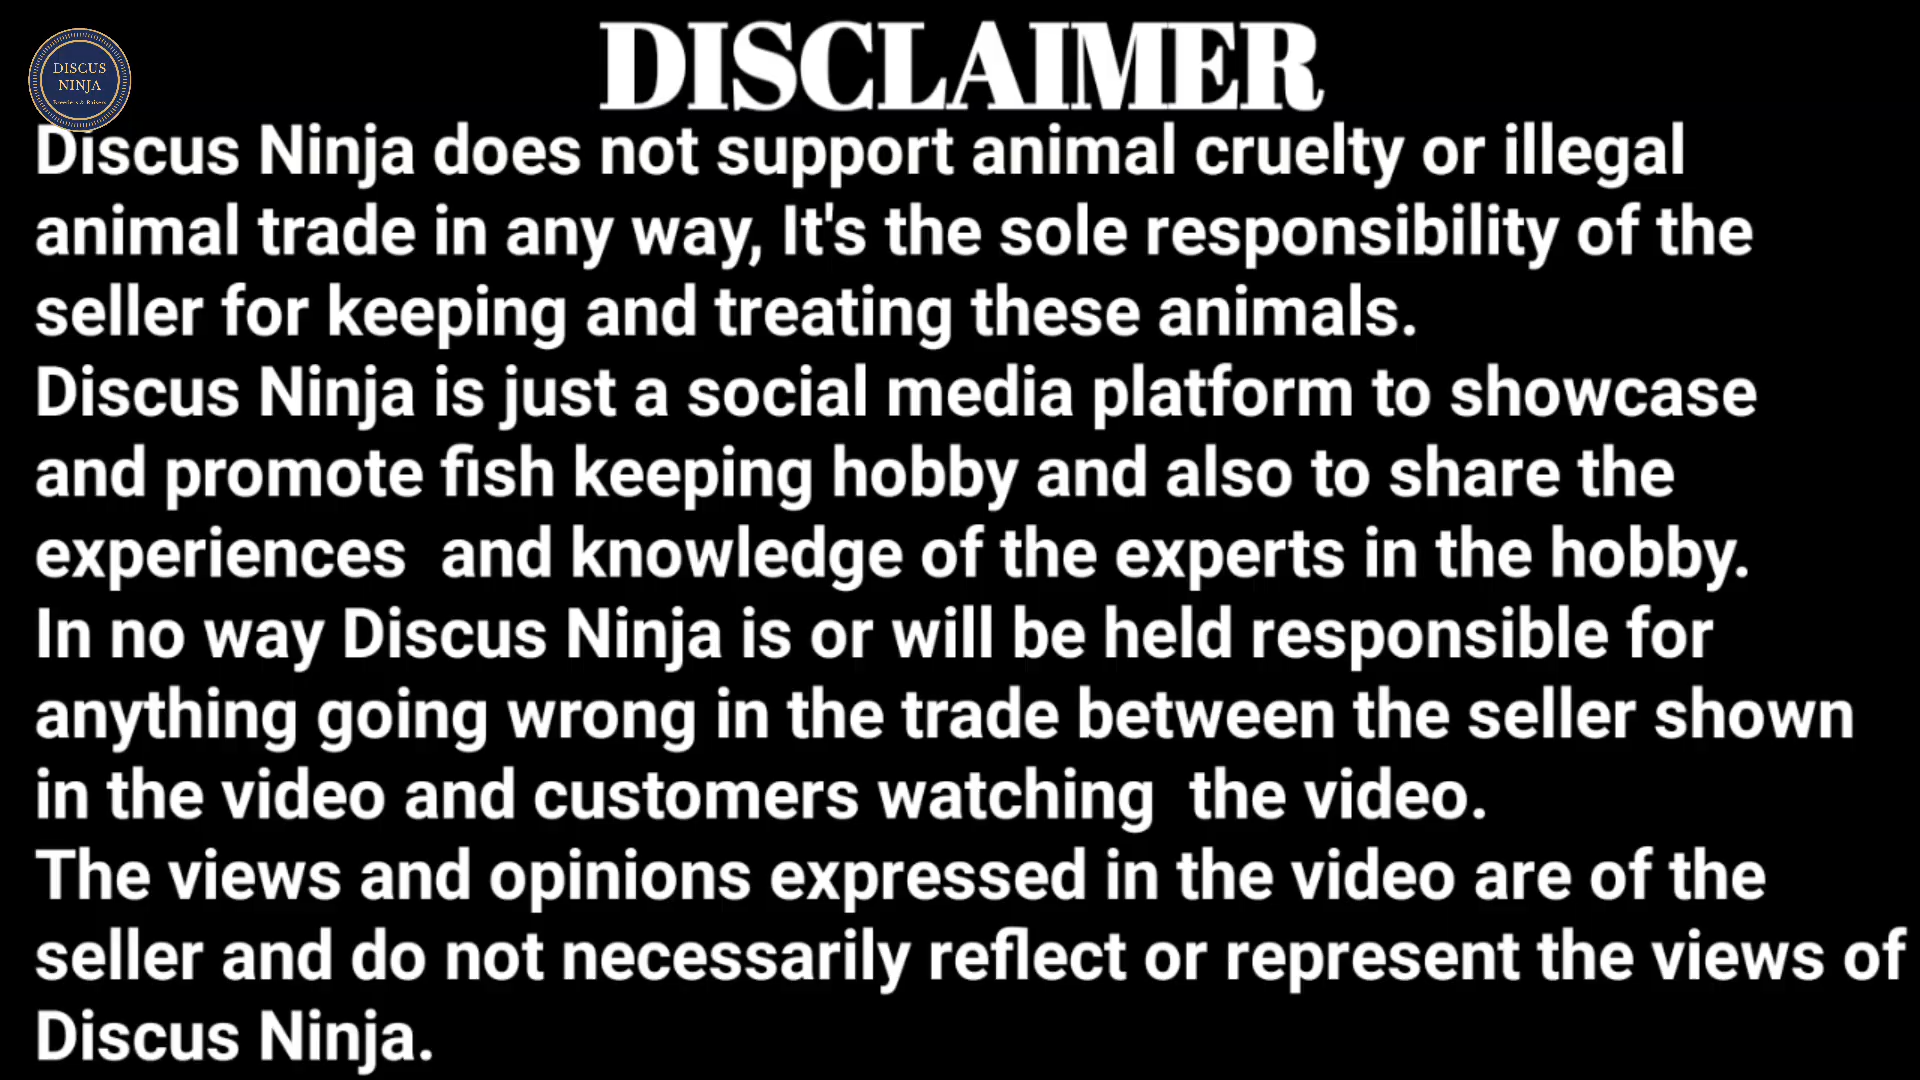 DISCLAIMER
DISCUS
NINJA
Breeders & Raisers
Discus Ninja does not support animal cruelty or illegal
animal trade in any way, It's the sole responsibility of the
seller for keeping and treating these animals.
Discus Ninja is just a social media platform to showcase
and promote fish keeping hobby and also to share the
experiences  and knowledge of the experts in the hobby.
In no way Discus Ninja is or will be held responsible for
anything going wrong in the trade between the seller shown
in the video and customers watching  the video.
The views and opinions expressed in the video are of the
seller and do not necessarily reflect or represent the views of
Discus Ninja.